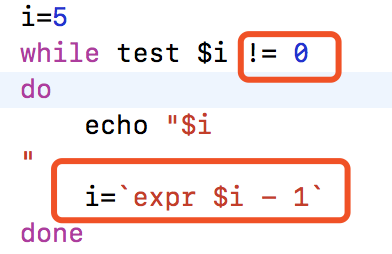 i=5
while test $i != 0
do
echo "$i
"
i=`expr $i - 1`
done